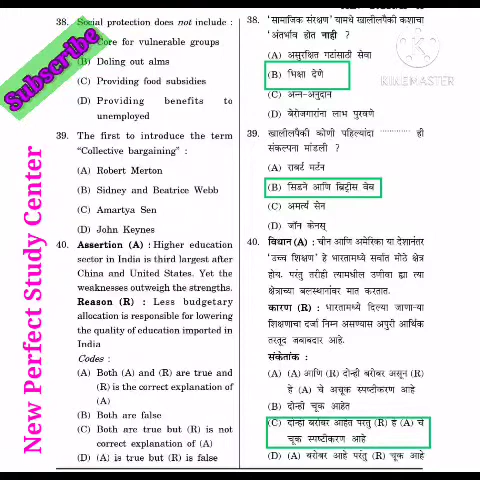 38. Social protection does not include :
Care for vulnerable groups
(B) Doling out alms
(C) Providing food subsidies
(D) Providing benefits to
unemployed
39. The first to introduce the term
“Collective bargaining” :
(A) Robert Merton
(B) Sidney and Beatrice Webb
(C) Amartya Sen
(D) John Keynes
40. Assertion (A) : Higher education
sector in India is third largest after
China and United States. Yet the
weaknesses outweigh the strengths.
Reason (R) : Less budgetary
allocation is responsible for lowering
the quality of education imported in
India
Codes :
(A) Both (A) and (R) are true and
(R) is the correct explanation of
(A)
(B) Both are false
(C) Both are true but (R) is not
correct explanation of (A)
(D) (A) is true but (R) is false
38. ‘सामाजिक संरक्षण’ यामधे खालीलपैकी कशाचा
अंतर्भाव होत नाही ?
(A) असुरक्षित गटांसाठी सेवा
(B) भिक्षा देणे
(C) अन्न-अनुदान
(D) बेरोजगारांना लाभ पुरवणे
39. खालीलपैकी कोणी पहिल्यांदा ............. ही
संकल्पना मांडली ?
(A) राबर्ट मर्टन
(B) सिडने आणि ब्रिट्रीस वेब
(C) अमर्त्य सेन
(D) जॉन केनस्
40. विधान (A) : चीन आणि अमेरिका या देशानंतर
‘उच्च शिक्षण’ हे भारतामध्ये सर्वात मोठे क्षेत्र
होय. परंतु तरीही त्यामधील उणीवा ह्या त्या
क्षेत्राच्या बलस्थानांवर मात करतात.
कारण (R) : भारतामध्ये दिल्या जाणाऱ्या
शिक्षणाचा दर्जा निम्न असण्यास अपुरी आर्थिक
तरतूद जबाबदार आहे.
संकेतांक :
(A) (A) आणि (R) दोन्ही बरोबर असून (R)
हे (A) चे अचूक स्पष्टीकरण आहे
(B) दोन्ही चूक आहेत
(C) दोन्ही बरोबर आहेत परंतु (R) हे (A) चे
चूक स्पष्टीकरण आहे
(D) (A) बरोबर आहे परंतु (R) चूक आहे
Subscribe
New Perfect Study Center
KINEMASTER